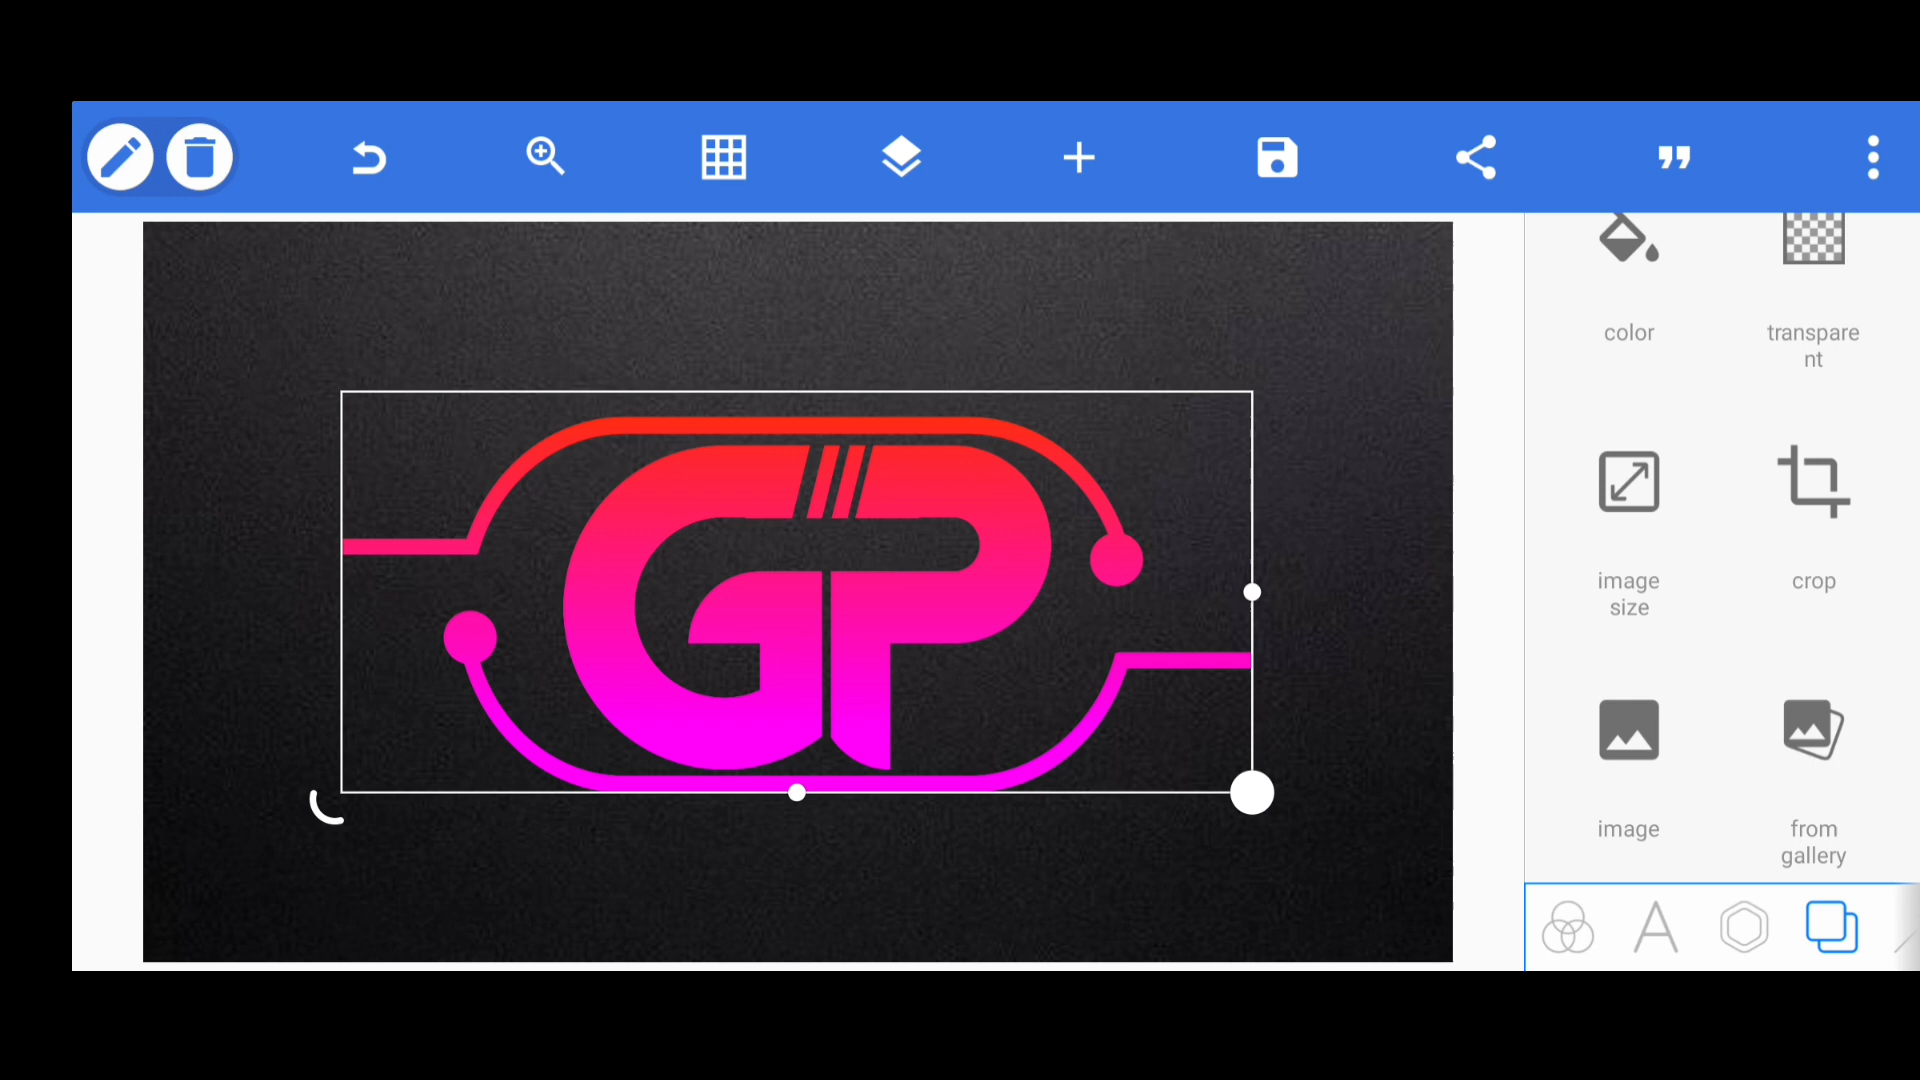 color
transpare
nt
GP
image
size
crop
image
from
gallery